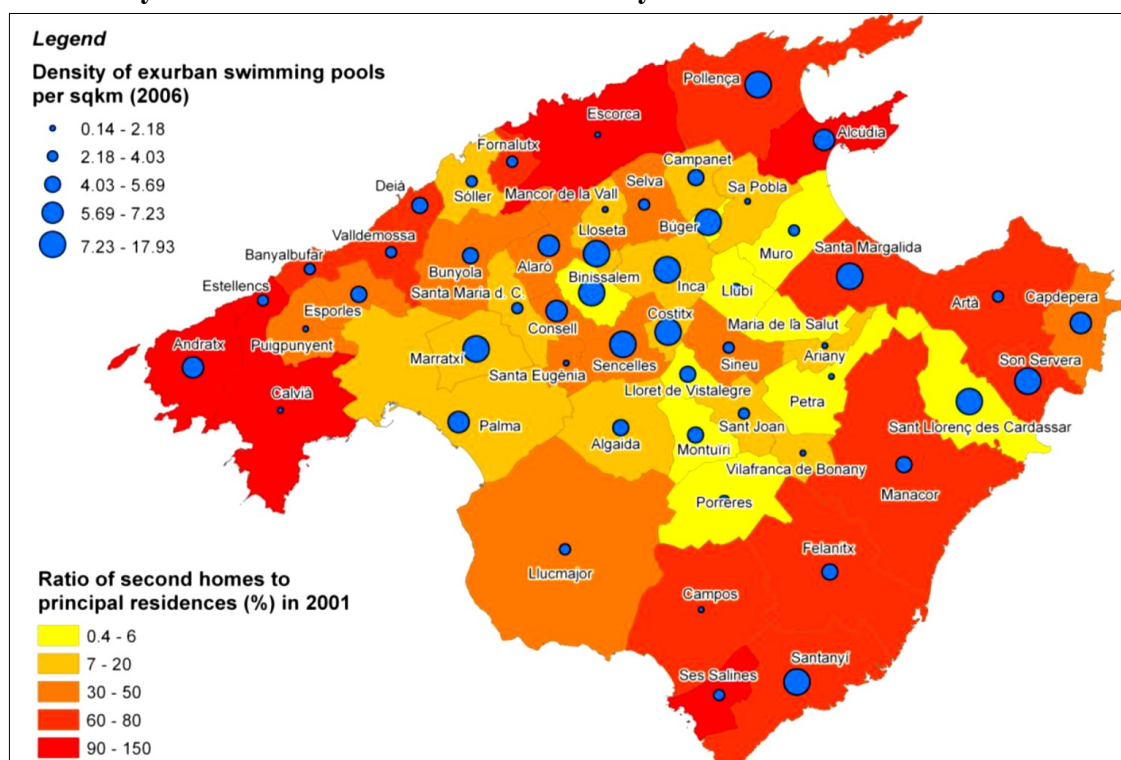 Legend
Density of exurban swimming pools
per sqkm (2006)
0.14 - 2.18
2.18 - 4.03
4.03 - 5.69
5.69 - 7.23
7.23 - 17.93
Pollença
Escorca
Alcúdia
Fornalutx
Campanet
Deià
Sóller
Mancor de la Vall
Selva
Sa Pobla
Valldemossa
Lloseta
Búger
Muro
Santa Margalida
Banyalbufar
Bunyola
Alaró
Binissalem
Inca
Llubí
Estellencs
Esporles
Santa Maria d. C.
Artà
Capdepera
Consell
Costitx
Maria de la Salut
Puigpunyent
Andratx
Marratxí
Santa Eugènia
Sencelles
Sineu
Ariany
Son Servera
Calvià
Lloret de Vistalegre
Petra
Palma
Algaida
Montuïri
Sant Joan
Sant Llorenç des Cardassar
Vilafranca de Bonany
Porreres
Manacor
Llucmajor
Felanitx
Campos
Ses Salines
Santanyí
Ratio of second homes to
principal residences (%) in 2001
0.4 - 6
7 - 20
30 - 50
60 - 80
90 - 150